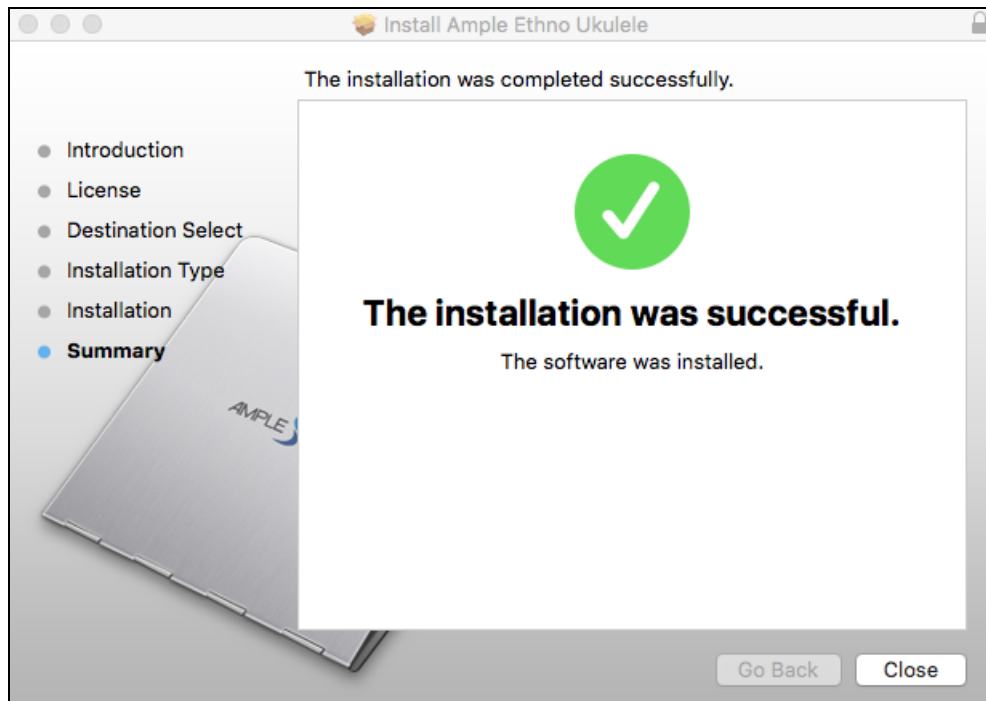 Install Ample Ethno Ukulele
The installation was completed successfully.
Introduction
License
Destination Select
Installation Type
Installation
Summary
AMPLE
The installation was successful.
The software was installed.
Go Back
Close